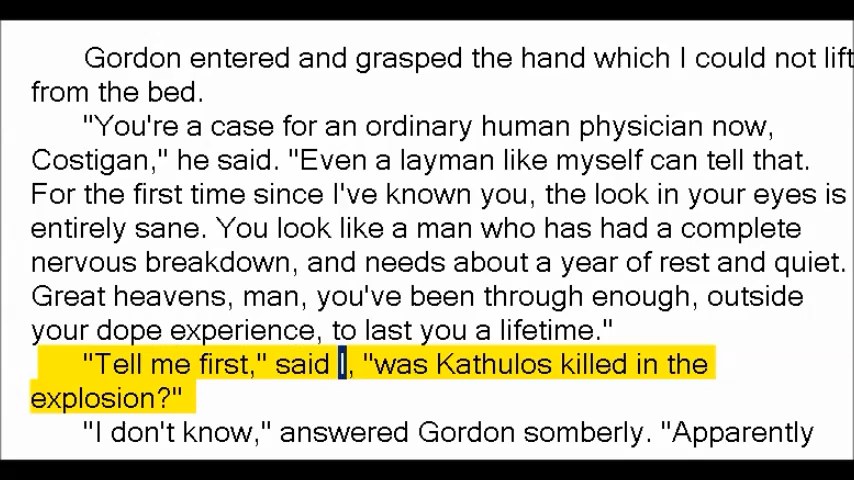 Gordon entered and grasped the hand which I could not lift
from the bed.
"You're a case for an ordinary human physician now,
Costigan," he said. "Even a layman like myself can tell that.
For the first time since I've known you, the look in your eyes is
entirely sane. You look like a man who has had a complete
nervous breakdown, and needs about a year of rest and quiet.
Great heavens, man, you've been through enough, outside
your dope experience, to last you a lifetime."
"Tell me first," said I, "was Kathulos killed in the
explosion?"
"I don't know," answered Gordon somberly. "Apparently